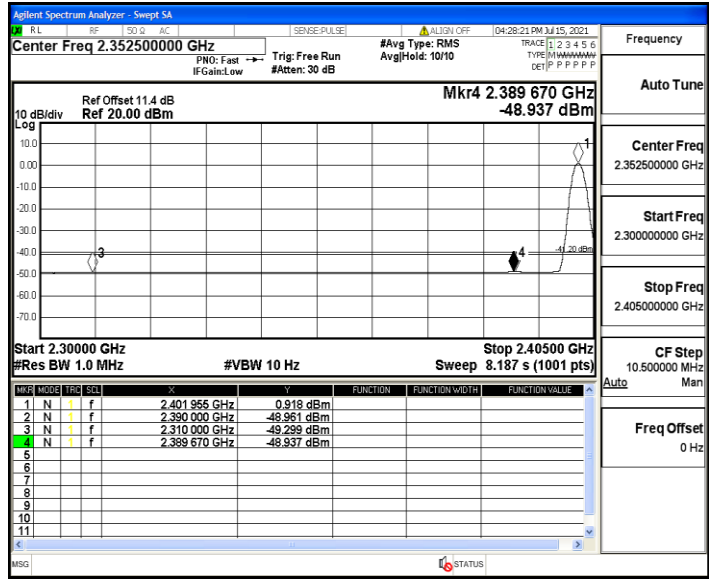 Agilent Spectrum Analyzer - Swept SA
RL RF 50 Ω AC SENSE:PULSE ALIGN OFF 04:28:21 PM Jul 15, 2021
Center Freq 2.352500000 GHz
PNO: Fast
IFGain:Low
Trig: Free Run
#Atten: 30 dB
#Avg Type: RMS
Avg|Hold: 10/10
TRACE 1 2 3 4 5 6
TYPE
DET P P P P P P
Mkr4 2.389 670 GHz
-48.937 dBm
Ref Offset 11.4 dB
10 dB/div Ref 20.00 dBm
Log
10.0
0.00
-10.0
-20.0
-30.0
-40.0
-50.0
-60.0
-70.0
1
3
4
-41.20 dBm
Start 2.30000 GHz Stop 2.40500 GHz
#Res BW 1.0 MHz #VBW 10 Hz Sweep 8.187 s (1001 pts)
MKR MODE TRC SCL X Y FUNCTION FUNCTION WIDTH FUNCTION VALUE
1 N 1 f 2.401 955 GHz 0.918 dBm
2 N 1 f 2.390 000 GHz -48.961 dBm
3 N 1 f 2.310 000 GHz -49.299 dBm
4 N 1 f 2.389 670 GHz -48.937 dBm
5
6
7
8
9
10
11
MSG STATUS
Frequency
Auto Tune
Center Freq
2.352500000 GHz
Start Freq
2.300000000 GHz
Stop Freq
2.405000000 GHz
CF Step
10.500000 MHz
Auto Man
Freq Offset
0 Hz